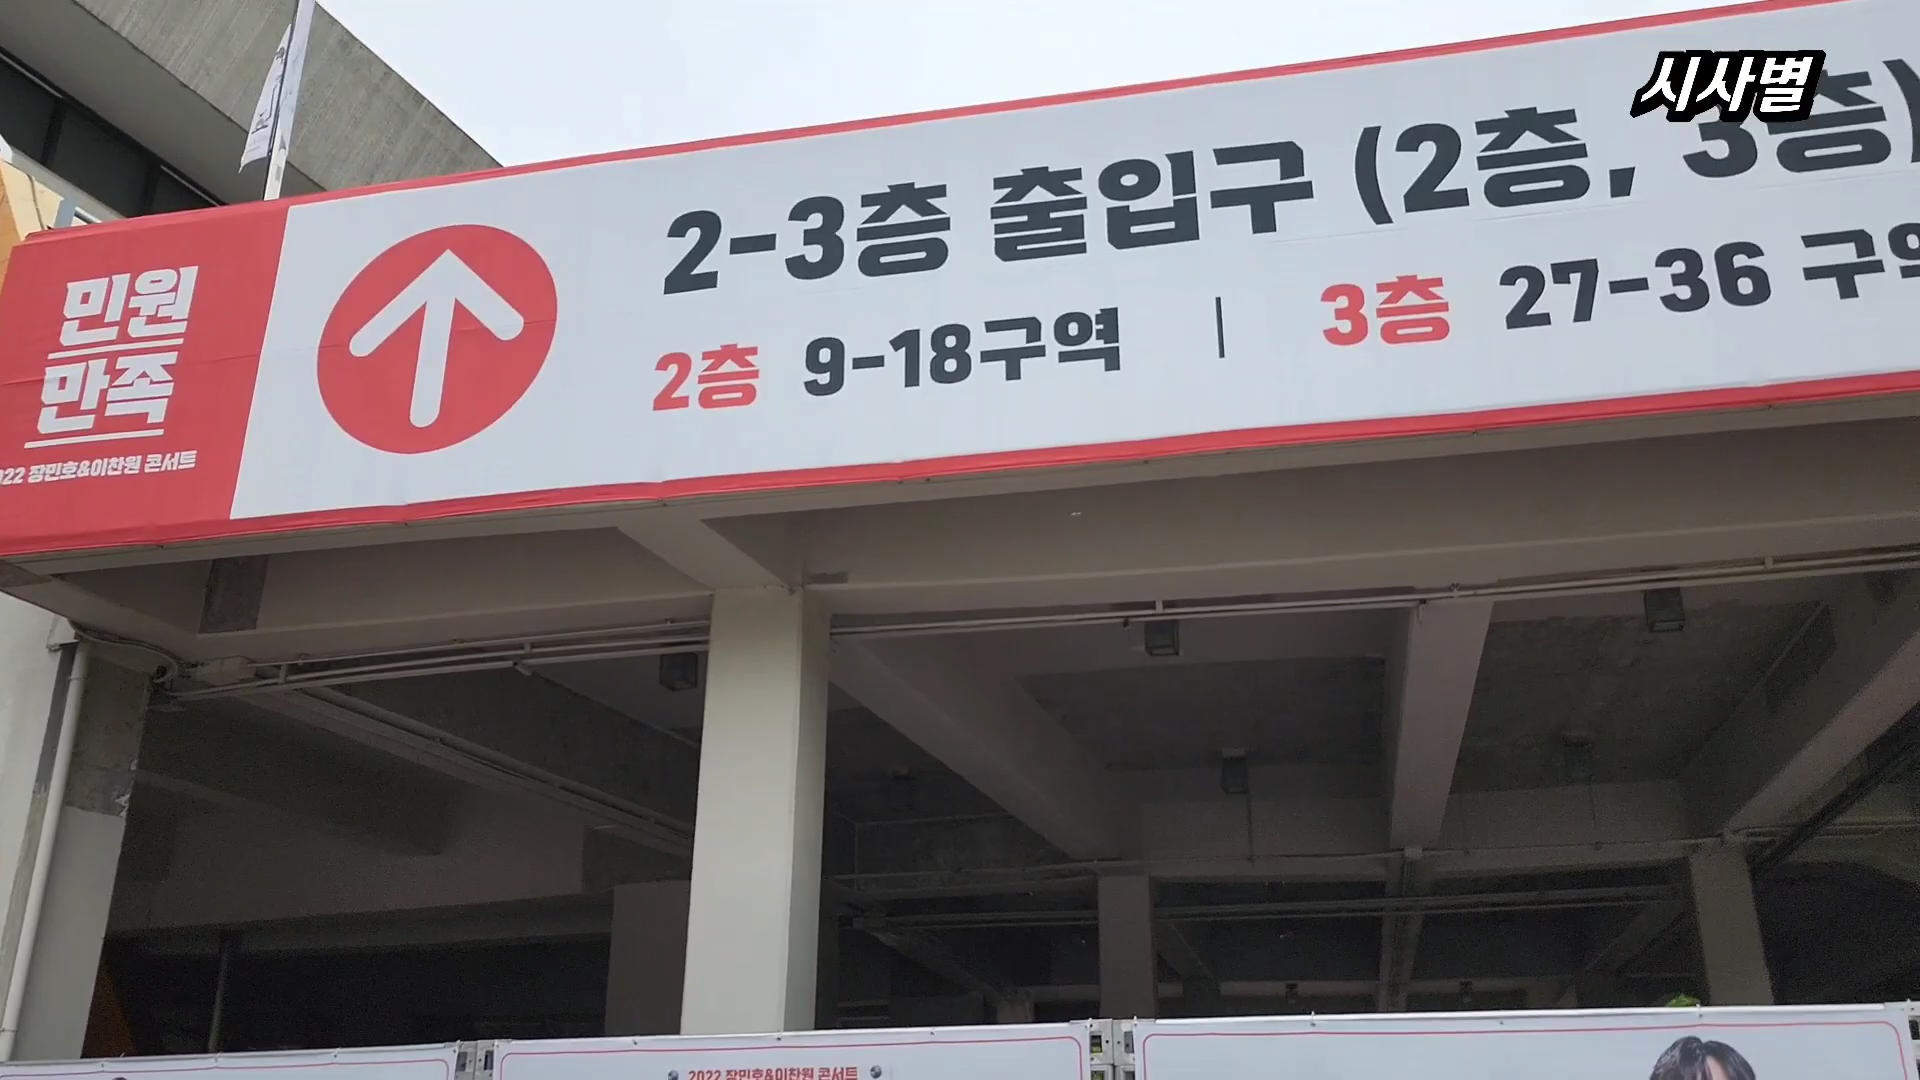 시사별
민원
만족
022 장민호&이찬원 콘서트
2-3층 출입구 (2층, 3층)
2층 9-18구역 | 3층 27-36 구역
2022 장민호&이찬원 콘서트